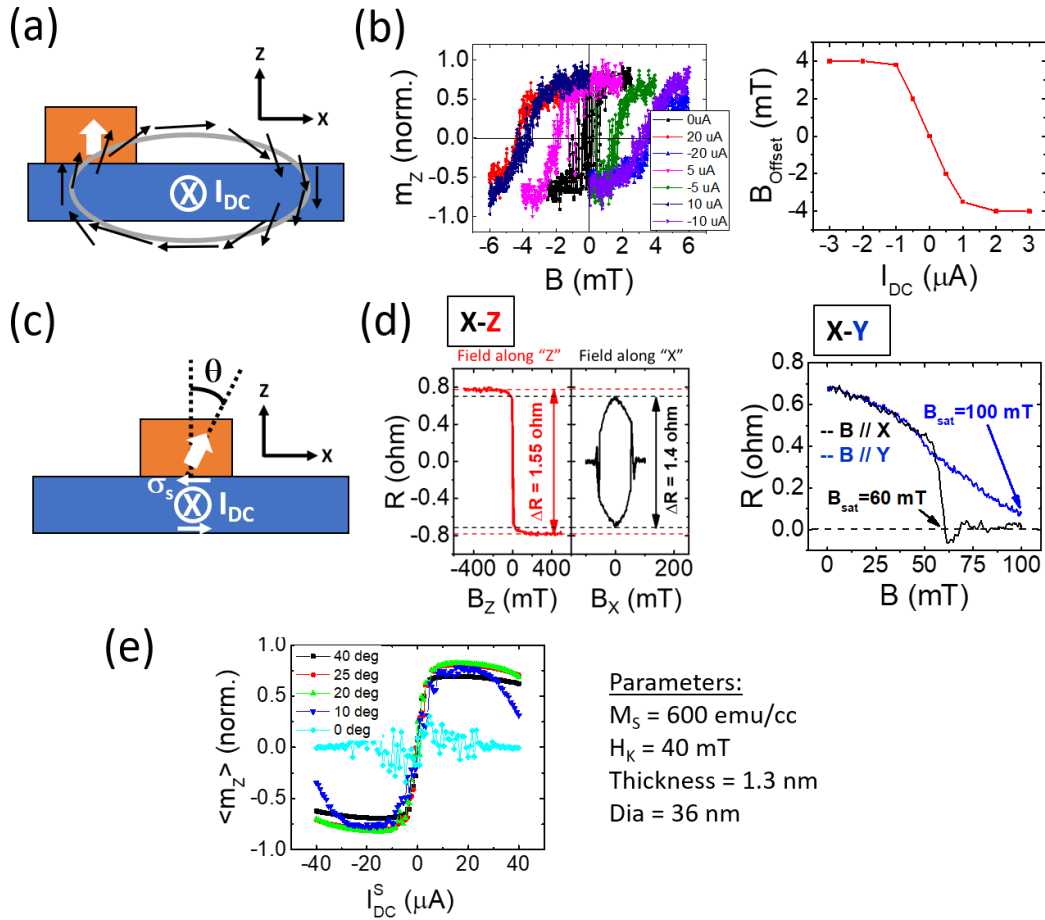 (a)
Z
X
I_DC
X
(b)
m_Z (norm.)
1.0
0.5
0.0
-0.5
-1.0
-6 -4 -2 0 2 4 6
B (mT)
0uA
20 uA
-20 uA
5 uA
-5 uA
10 uA
-10 uA
B_Offset (mT)
4
2
0
-2
-4
-3 -2 -1 0 1 2 3
I_DC (μA)
(c)
θ
Z
X
σ_s
X
I_DC
(d)
X-Z
Field along “Z”
Field along “X”
R (ohm)
0.8
0.4
0.0
-0.4
-0.8
ΔR = 1.55 ohm
ΔR = 1.4 ohm
-400 0 400
0 200
B_Z (mT)
B_X (mT)
X-Y
R (ohm)
0.8
0.6
0.4
0.2
0.0
B_sat=100 mT
-- B // X
-- B // Y
B_sat=60 mT
0 25 50 75 100
B (mT)
(e)
<m_Z> (norm.)
1.0
0.5
0.0
-0.5
-1.0
40 deg
25 deg
20 deg
10 deg
0 deg
-40 -20 0 20 40
I_DC^S (μA)
Parameters:
M_S = 600 emu/cc
H_K = 40 mT
Thickness = 1.3 nm
Dia = 36 nm